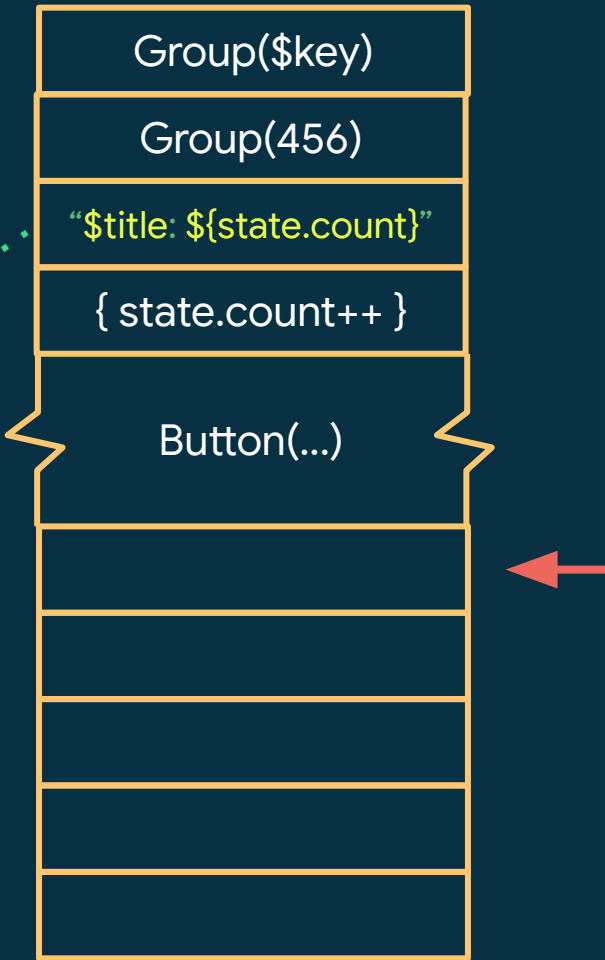 Group($key)
Group(456)
“$title: ${state.count}”
{ state.count++ }
Button(...)